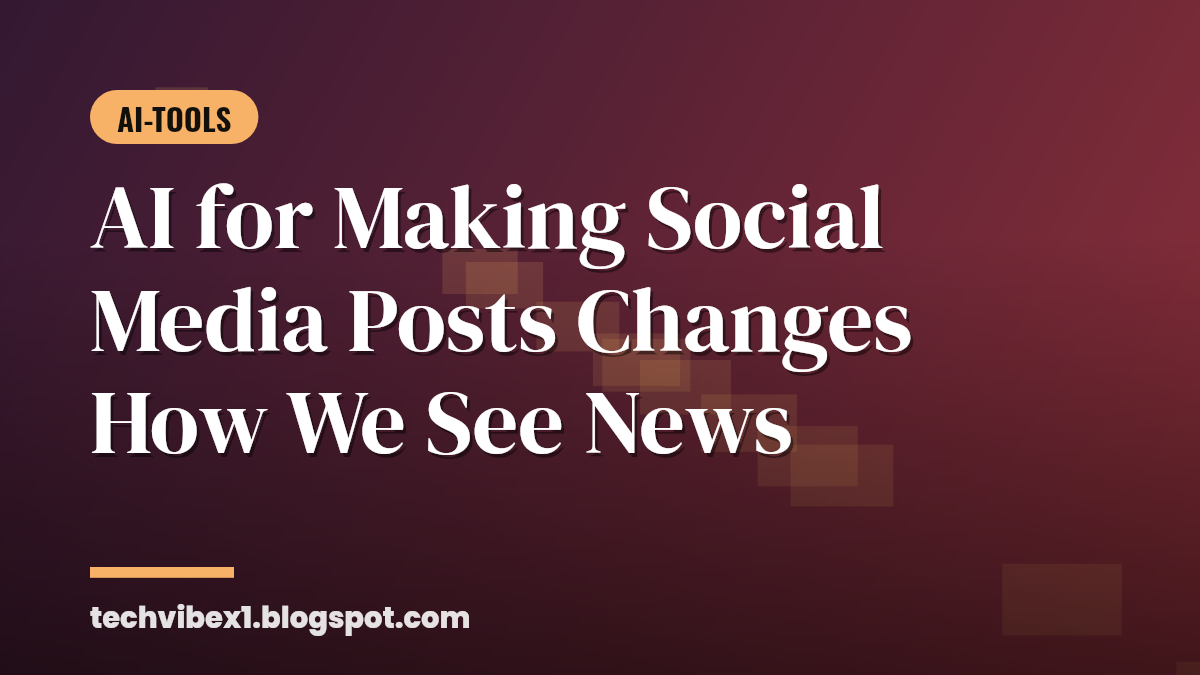 AI-TOOLS
AI for Making Social
Media Posts Changes
How We See News
techvibex1.blogspot.com